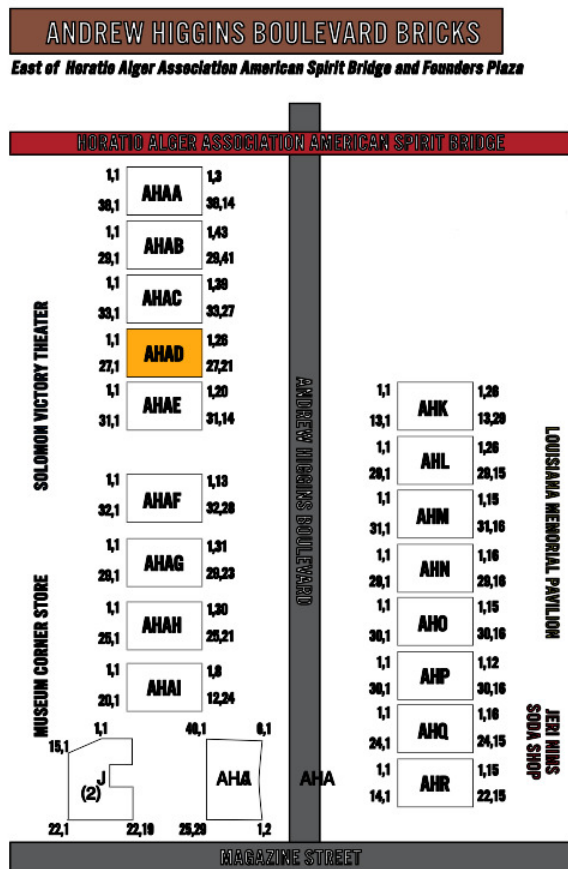 ANDREW HIGGINS BOULEVARD BRICKS
East of Horatio Alger Association American Spirit Bridge and Founders Plaza
HORATIO ALGER ASSOCIATION AMERICAN SPIRIT BRIDGE
SOLOMON VICTORY THEATER
1,1 AHAA 1,3
38,1 38,14
1,1 AHAB 1,43
29,1 29,41
1,1 AHAC 1,39
33,1 33,27
1,1 AHAD 1,26
27,1 27,21
1,1 AHAE 1,20
31,1 31,14
MUSEUM CORNER STORE
1,1 AHAF 1,13
32,1 32,28
1,1 AHAG 1,31
29,1 29,23
1,1 AHAH 1,30
25,1 25,21
1,1 AHAI 1,8
20,1 12,24
1,1
15,1
J
(2)
22,1 22,19
40,1 6,1
25,29 1,2
AHA
ANDREW HIGGINS BOULEVARD
1,1 AHK 1,26
13,1 13,29
1,1 AHL 1,26
29,1 29,15
1,1 AHM 1,15
31,1 31,16
1,1 AHN 1,16
29,1 29,16
1,1 AHO 1,15
30,1 30,16
1,1 AHP 1,12
30,1 30,16
1,1 AHQ 1,16
24,1 24,15
1,1 AHR 1,15
14,1 22,15
LOUISIANA MEMORIAL PAVILION
JERI NIMS
SODA SHOP
MAGAZINE STREET